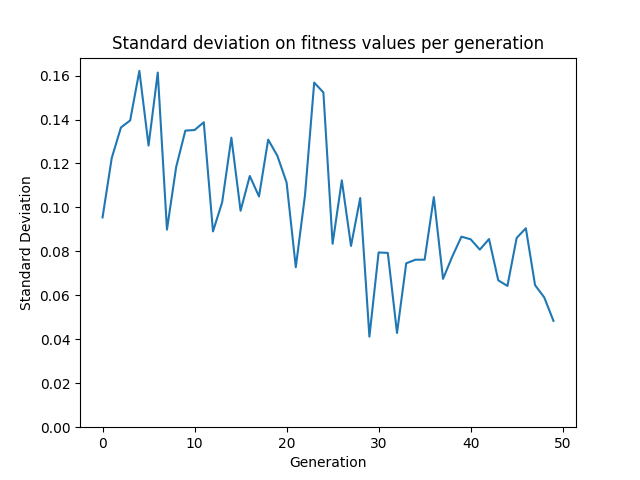 Standard deviation on fitness values per generation
0.16
0.14
0.12
0.10
0.08
0.06
0.04
0.02
0.00
Standard Deviation
0 10 20 30 40 50
Generation